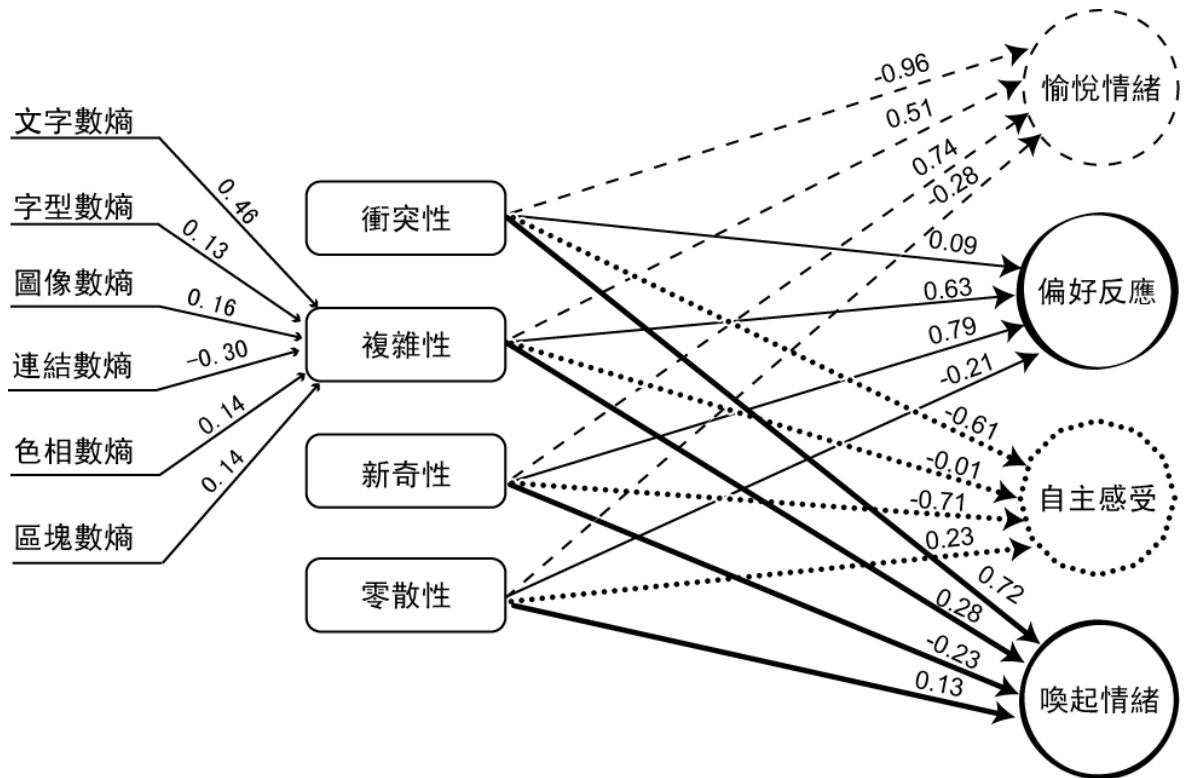 文字數熵
字型數熵
圖像數熵
連結數熵
色相數熵
區塊數熵
0.46
0.13
0.16
-0.30
0.14
0.14
衝突性
複雜性
新奇性
零散性
-0.96
0.51
0.74
-0.28
0.09
0.63
0.79
-0.21
-0.61
-0.01
-0.71
0.23
0.72
0.28
-0.23
0.13
愉悅情緒
偏好反應
自主感受
喚起情緒